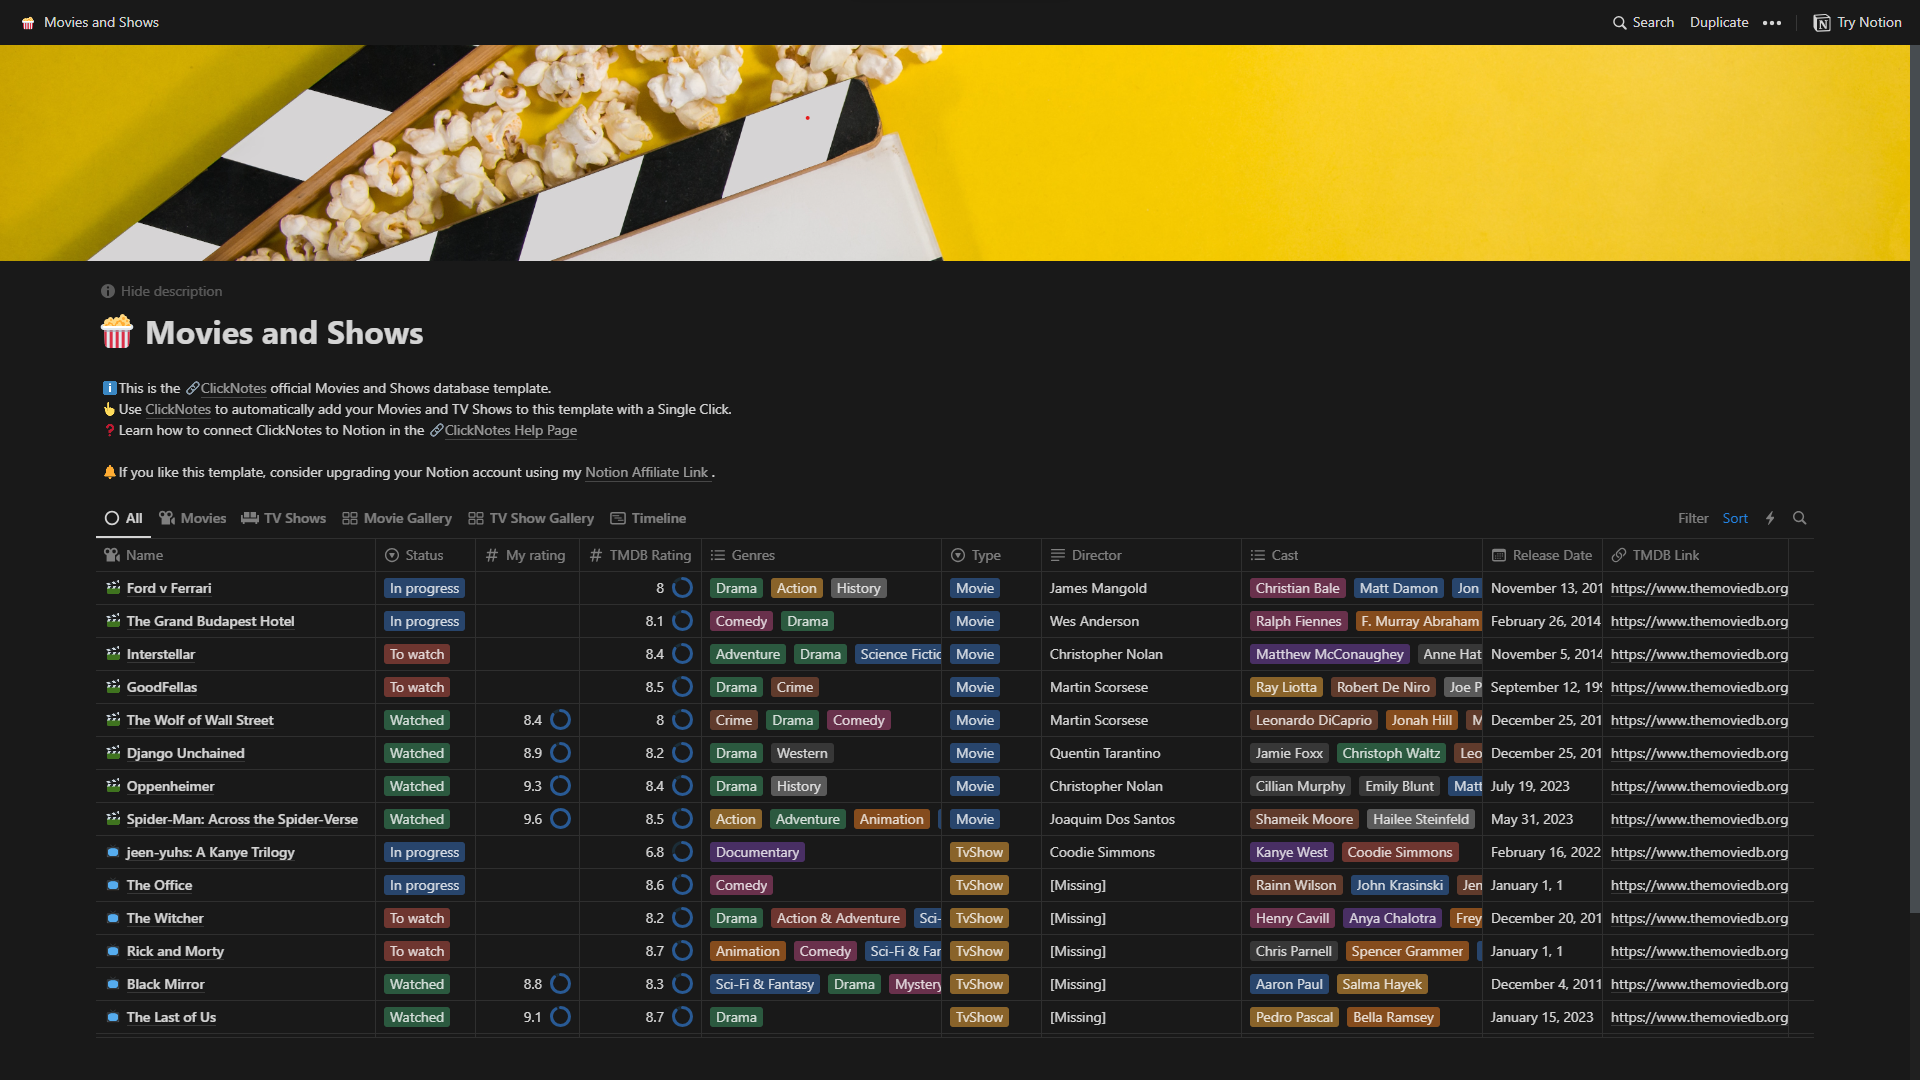 Movies and Shows
Search Duplicate ••• Try Notion
Hide description
Movies and Shows
This is the ClickNotes official Movies and Shows database template.
Use ClickNotes to automatically add your Movies and TV Shows to this template with a Single Click.
Learn how to connect ClickNotes to Notion in the ClickNotes Help Page
If you like this template, consider upgrading your Notion account using my Notion Affiliate Link .
All Movies TV Shows Movie Gallery TV Show Gallery Timeline Filter Sort
Name Status My rating TMDB Rating Genres Type Director Cast Release Date TMDB Link
Ford v Ferrari In progress 8 Drama Action History Movie James Mangold Christian Bale Matt Damon Jon November 13, 201 https://www.themoviedb.org
The Grand Budapest Hotel In progress 8.1 Comedy Drama Movie Wes Anderson Ralph Fiennes F. Murray Abraham February 26, 2014 https://www.themoviedb.org
Interstellar To watch 8.4 Adventure Drama Science Fictic Movie Christopher Nolan Matthew McConaughey Anne Hat November 5, 2014 https://www.themoviedb.org
GoodFellas To watch 8.5 Drama Crime Movie Martin Scorsese Ray Liotta Robert De Niro Joe P September 12, 199 https://www.themoviedb.org
The Wolf of Wall Street Watched 8.4 8 Crime Drama Comedy Movie Martin Scorsese Leonardo DiCaprio Jonah Hill M December 25, 201 https://www.themoviedb.org
Django Unchained Watched 8.9 8.2 Drama Western Movie Quentin Tarantino Jamie Foxx Christoph Waltz Leo December 25, 201 https://www.themoviedb.org
Oppenheimer Watched 9.3 8.4 Drama History Movie Christopher Nolan Cillian Murphy Emily Blunt Matt July 19, 2023 https://www.themoviedb.org
Spider-Man: Across the Spider-Verse Watched 9.6 8.5 Action Adventure Animation Movie Joaquim Dos Santos Shameik Moore Hailee Steinfeld May 31, 2023 https://www.themoviedb.org
jeen-yuhs: A Kanye Trilogy In progress 6.8 Documentary TvShow Coodie Simmons Kanye West Coodie Simmons February 16, 2022 https://www.themoviedb.org
The Office In progress 8.6 Comedy TvShow [Missing] Rainn Wilson John Krasinski Jen January 1, 1 https://www.themoviedb.org
The Witcher To watch 8.2 Drama Action & Adventure Sci- TvShow [Missing] Henry Cavill Anya Chalotra Frey December 20, 201 https://www.themoviedb.org
Rick and Morty To watch 8.7 Animation Comedy Sci-Fi & Far TvShow [Missing] Chris Parnell Spencer Grammer January 1, 1 https://www.themoviedb.org
Black Mirror Watched 8.8 8.3 Sci-Fi & Fantasy Drama Mystery TvShow [Missing] Aaron Paul Salma Hayek December 4, 2011 https://www.themoviedb.org
The Last of Us Watched 9.1 8.7 Drama TvShow [Missing] Pedro Pascal Bella Ramsey January 15, 2023 https://www.themoviedb.org